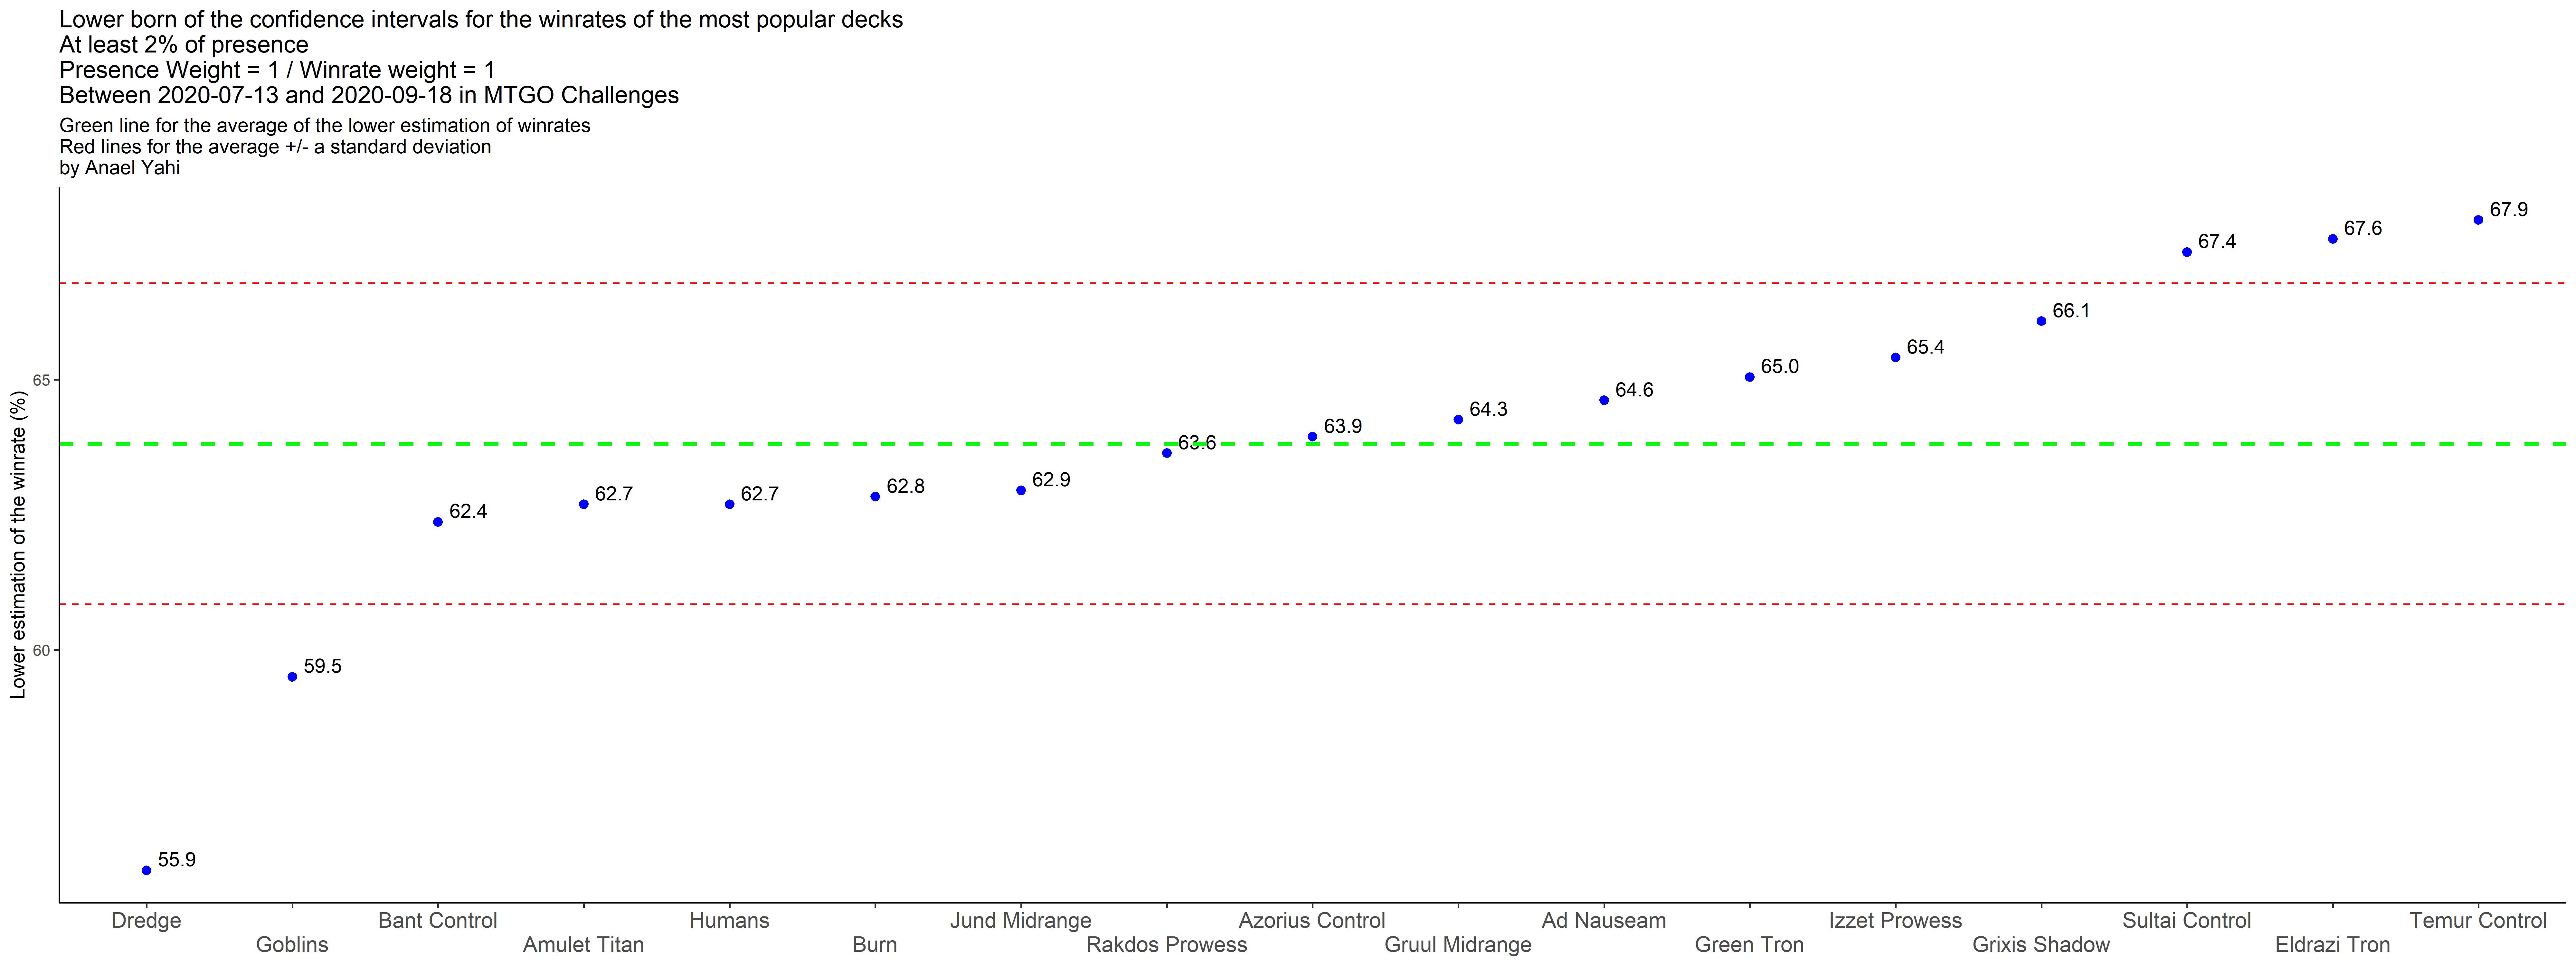 Lower born of the confidence intervals for the winrates of the most popular decks
At least 2% of presence
Presence Weight = 1 / Winrate weight = 1
Between 2020-07-13 and 2020-09-18 in MTGO Challenges
Green line for the average of the lower estimation of winrates
Red lines for the average +/- a standard deviation
by Anael Yahi
Lower estimation of the winrate (%)
65
60
55.9
59.5
62.4
62.7
62.7
62.8
62.9
63.6
63.9
64.3
64.6
65.0
65.4
66.1
67.4
67.6
67.9
Dredge
Goblins
Bant Control
Amulet Titan
Humans
Burn
Jund Midrange
Rakdos Prowess
Azorius Control
Gruul Midrange
Ad Nauseam
Green Tron
Izzet Prowess
Grixis Shadow
Sultai Control
Eldrazi Tron
Temur Control